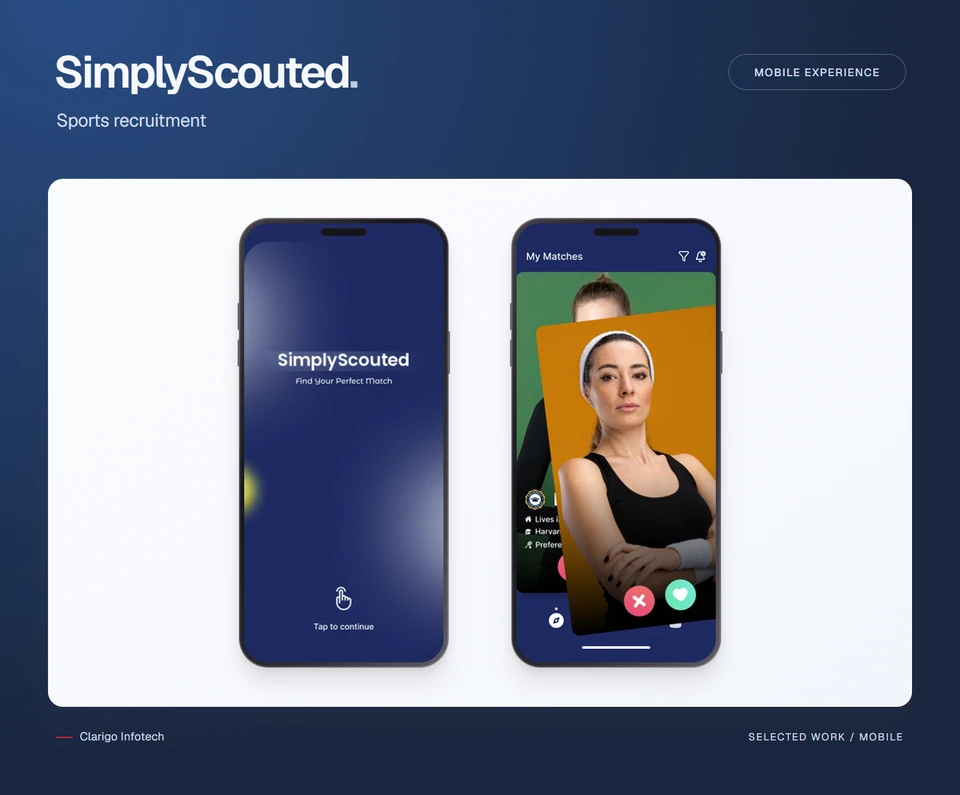 SimplyScouted.
MOBILE EXPERIENCE
Sports recruitment
SimplyScouted
Find Your Perfect Match
Tap to continue
My Matches
Lives
Harvar
Prefere
Clarigo Infotech
SELECTED WORK / MOBILE